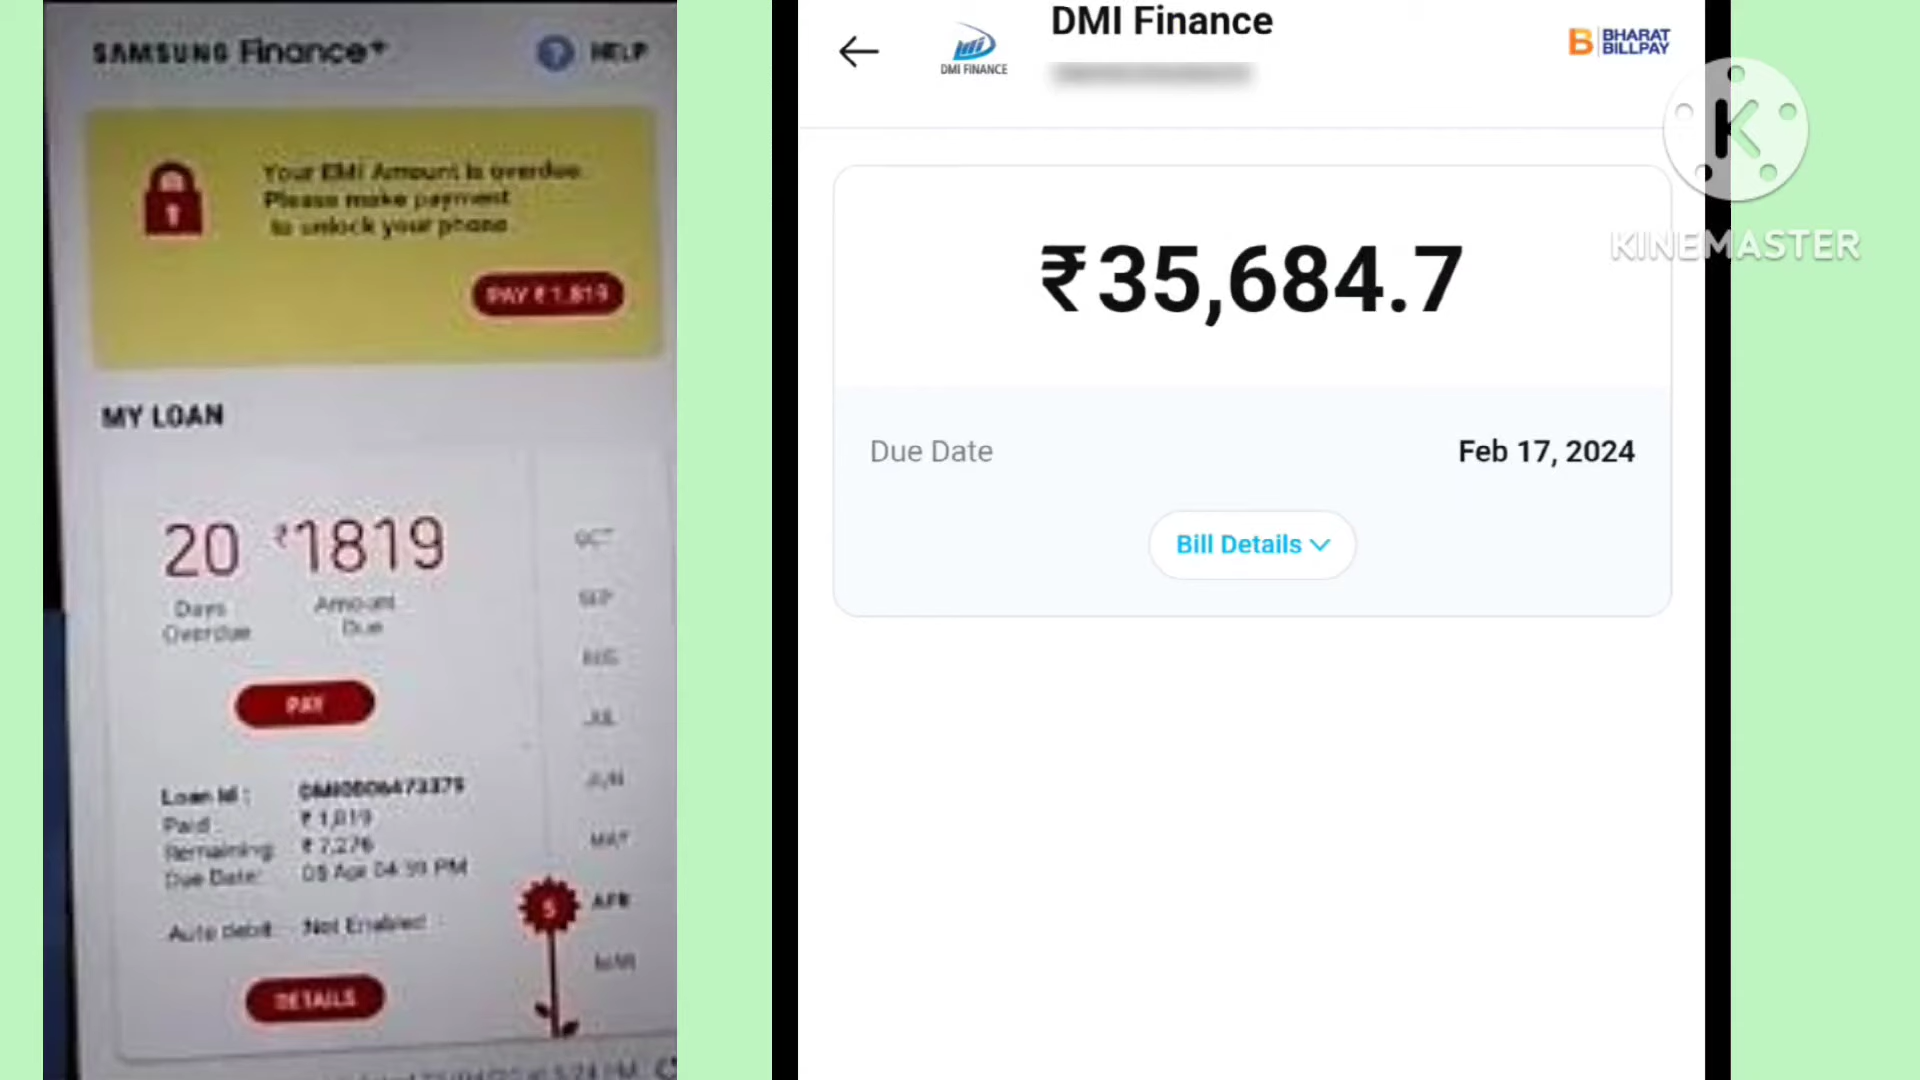 SAMSUNG Finance+
HELP
Your EMI Amount is overdue.
Please make payment
to unlock your phone.
PAY ₹ 1,819
MY LOAN
20
₹1819
Days
Overdue
Amount
Due
PAY
Loan Id :
Paid
₹ 1,819
Remaining
₹ 7,276
Due Date:
Apr
PM
Auto debit
Not Enabled
DETAILS
OCT
SEP
AUG
JUL
JUN
MAY
5
APR
MAR
DMI FINANCE
DMI Finance
B BHARAT
BILLPAY
K
KINEMASTER
₹35,684.7
Due Date
Feb 17, 2024
Bill Details